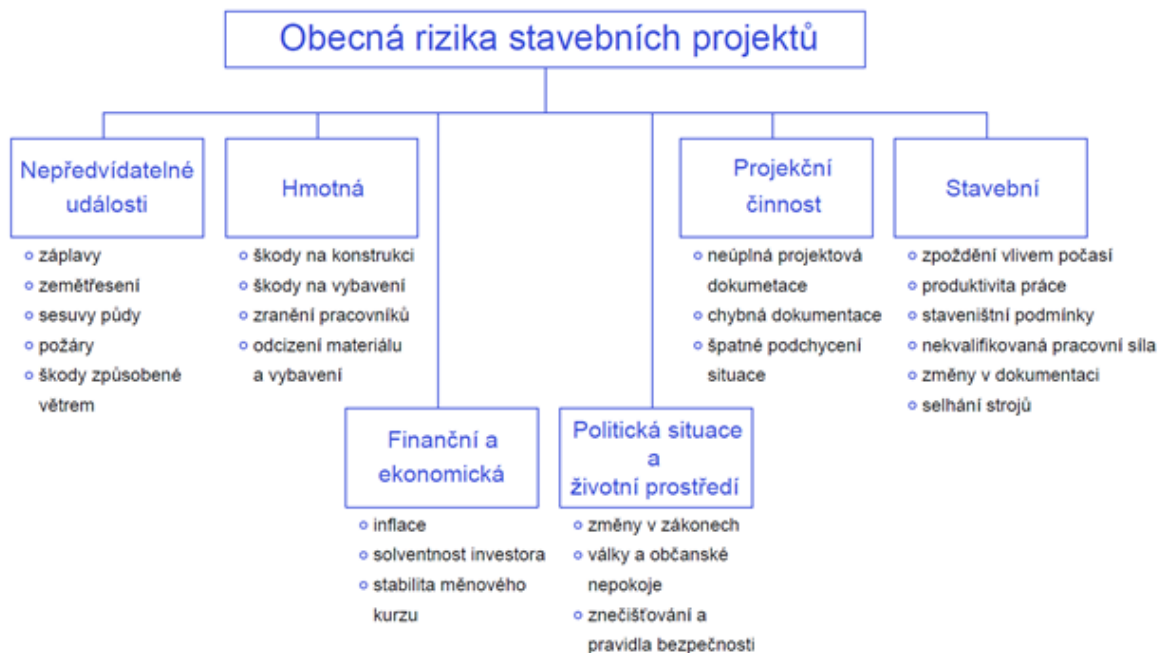 Obecná rizika stavebních projektů
Nepředvídatelné
události
záplavy
zemětřesení
sesuvy půdy
požáry
škody způsobené
větrem
Hmotná
škody na konstrukci
škody na vybavení
zranění pracovníků
odcizení materiálu
a vybavení
Finanční a
ekonomická
inflace
solventnost investora
stabilita měnového
kurzu
Politická situace
a
životní prostředí
změny v zákonech
války a občanské
nepokoje
znečišťování a
pravidla bezpečnosti
Projekční
činnost
neúplná projektová
dokumetace
chybná dokumentace
špatné podchycení
situace
Stavební
zpoždění vlivem počasí
produktivita práce
staveništní podmínky
nekvalifikovaná pracovní síla
změny v dokumentaci
selhání strojů